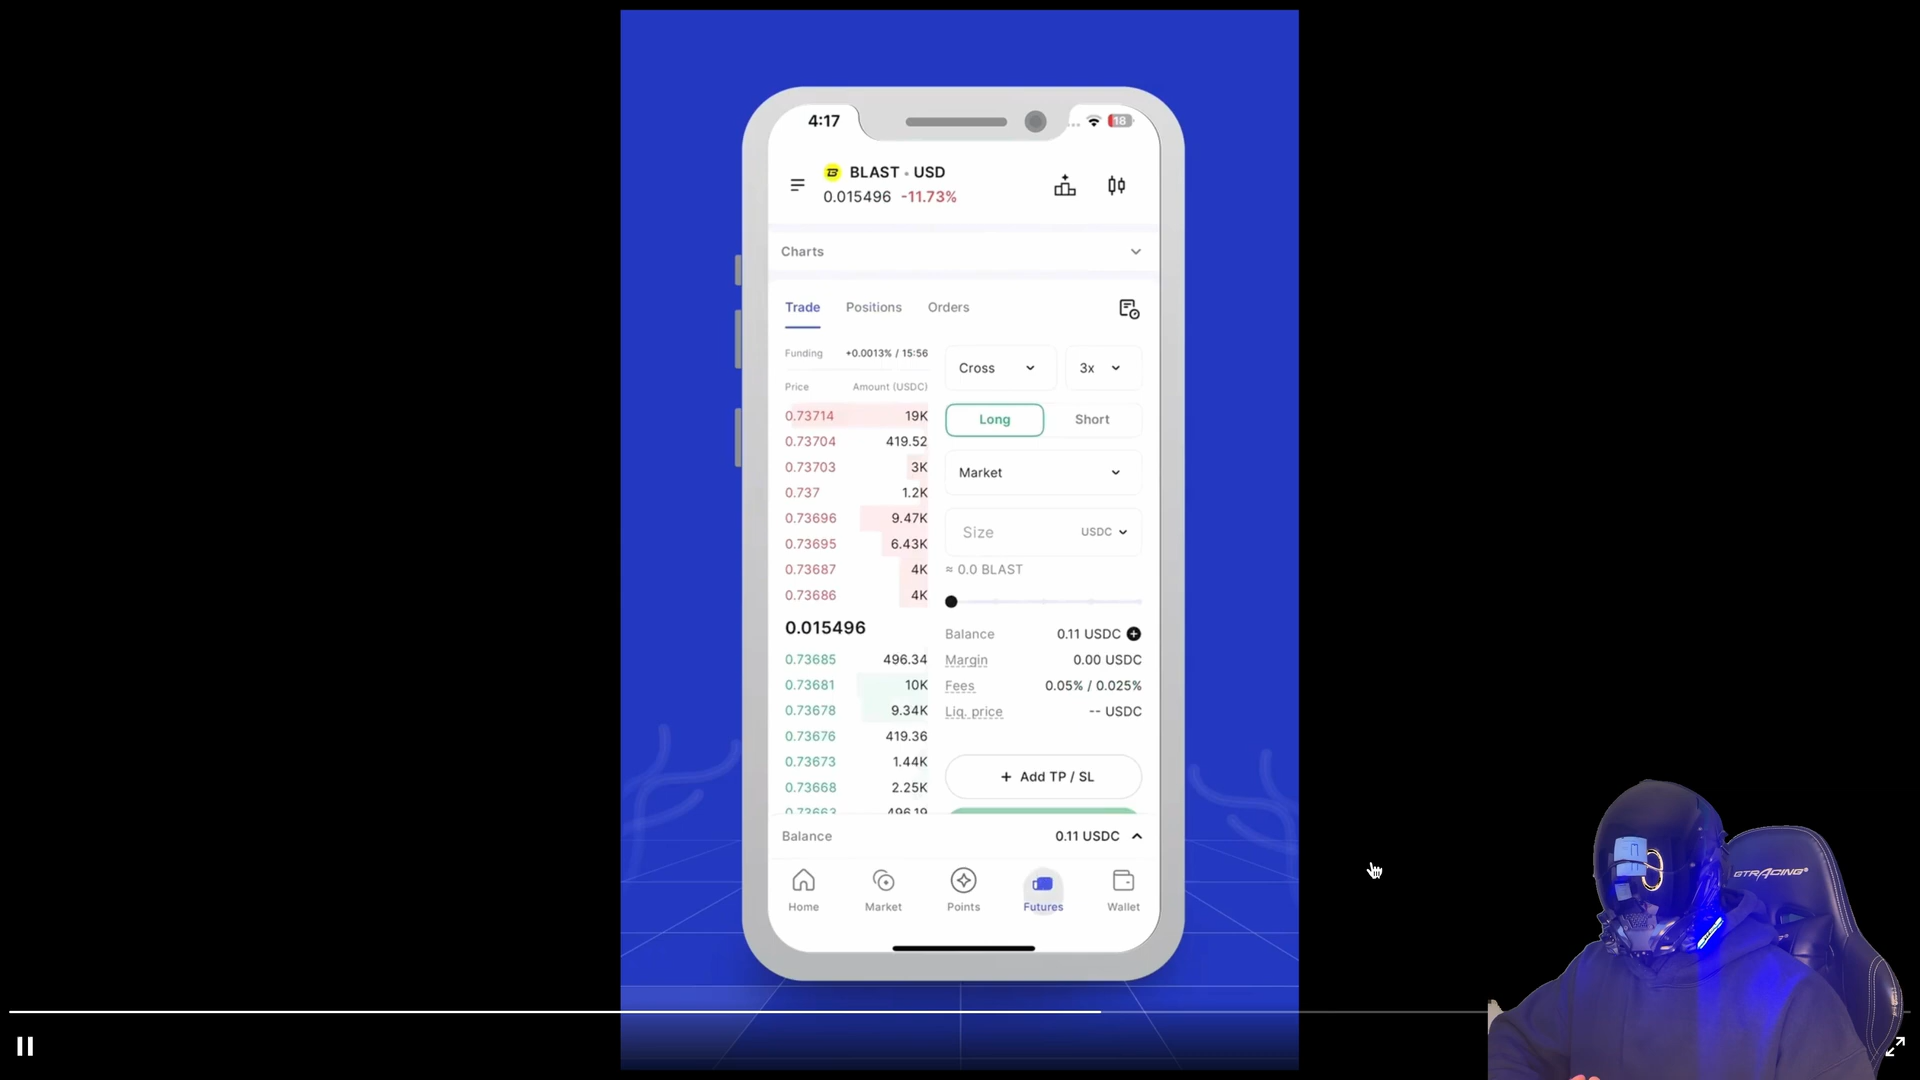 4:17
18
BLAST • USD
0.015496 -11.73%
Charts
Trade Positions Orders
Funding +0.0013% / 15:56
Cross 3x
Price Amount (USDC)
0.73714 19K
Long Short
0.73704 419.52
0.73703 3K
Market
0.737 1.2K
0.73696 9.47K
Size USDC
0.73695 6.43K
0.73687 4K
≈ 0.0 BLAST
0.73686 4K
0.015496
Balance 0.11 USDC
0.73685 496.34
Margin 0.00 USDC
0.73681 10K
Fees 0.05% / 0.025%
0.73678 9.34K
Liq. price -- USDC
0.73676 419.36
0.73673 1.44K
+ Add TP / SL
0.73668 2.25K
0.73663 496.19
Balance 0.11 USDC
Home Market Points Futures Wallet
GTRACING